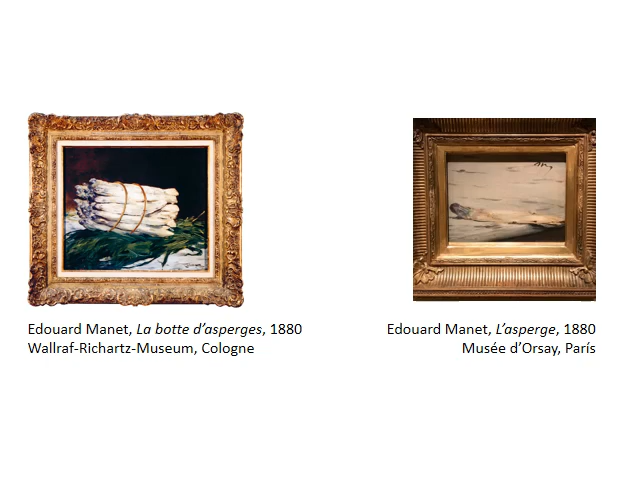 Edouard Manet, La botte d’asperges, 1880
Wallraf-Richartz-Museum, Cologne
Edouard Manet, L’asperge, 1880
Musée d’Orsay, París